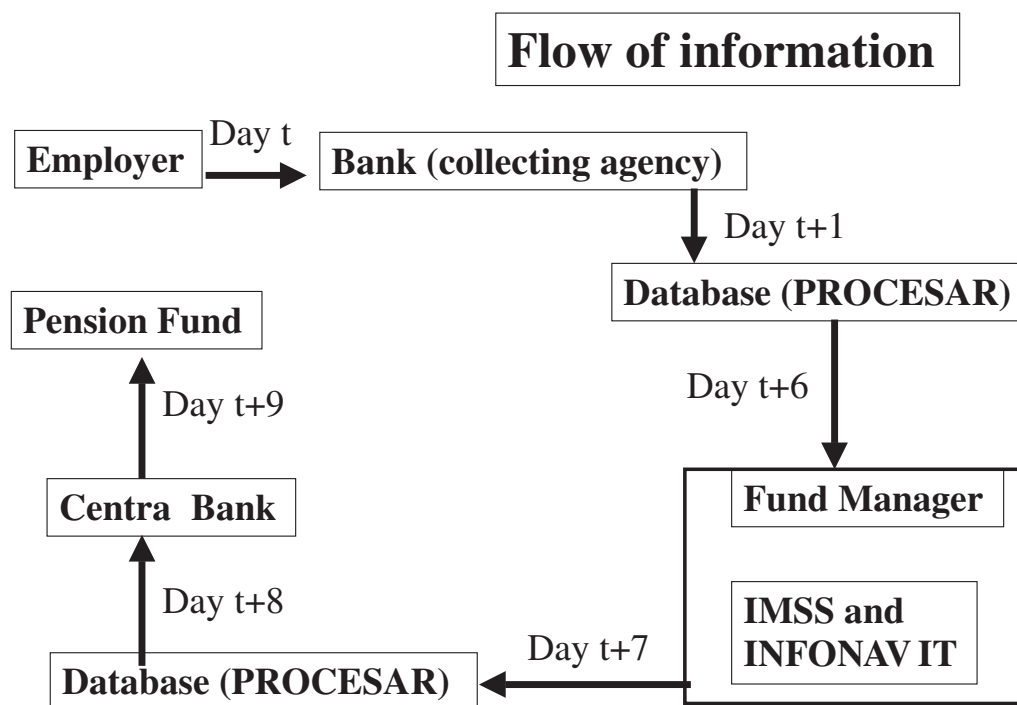 Flow of information
Day t
Employer
Bank (collecting agency)
Day t+1
Database (PROCESAR)
Pension Fund
Day t+6
Day t+9
Fund Manager
Centra Bank
Day t+8
IMSS and
INFONAV IT
Day t+7
Database (PROCESAR)